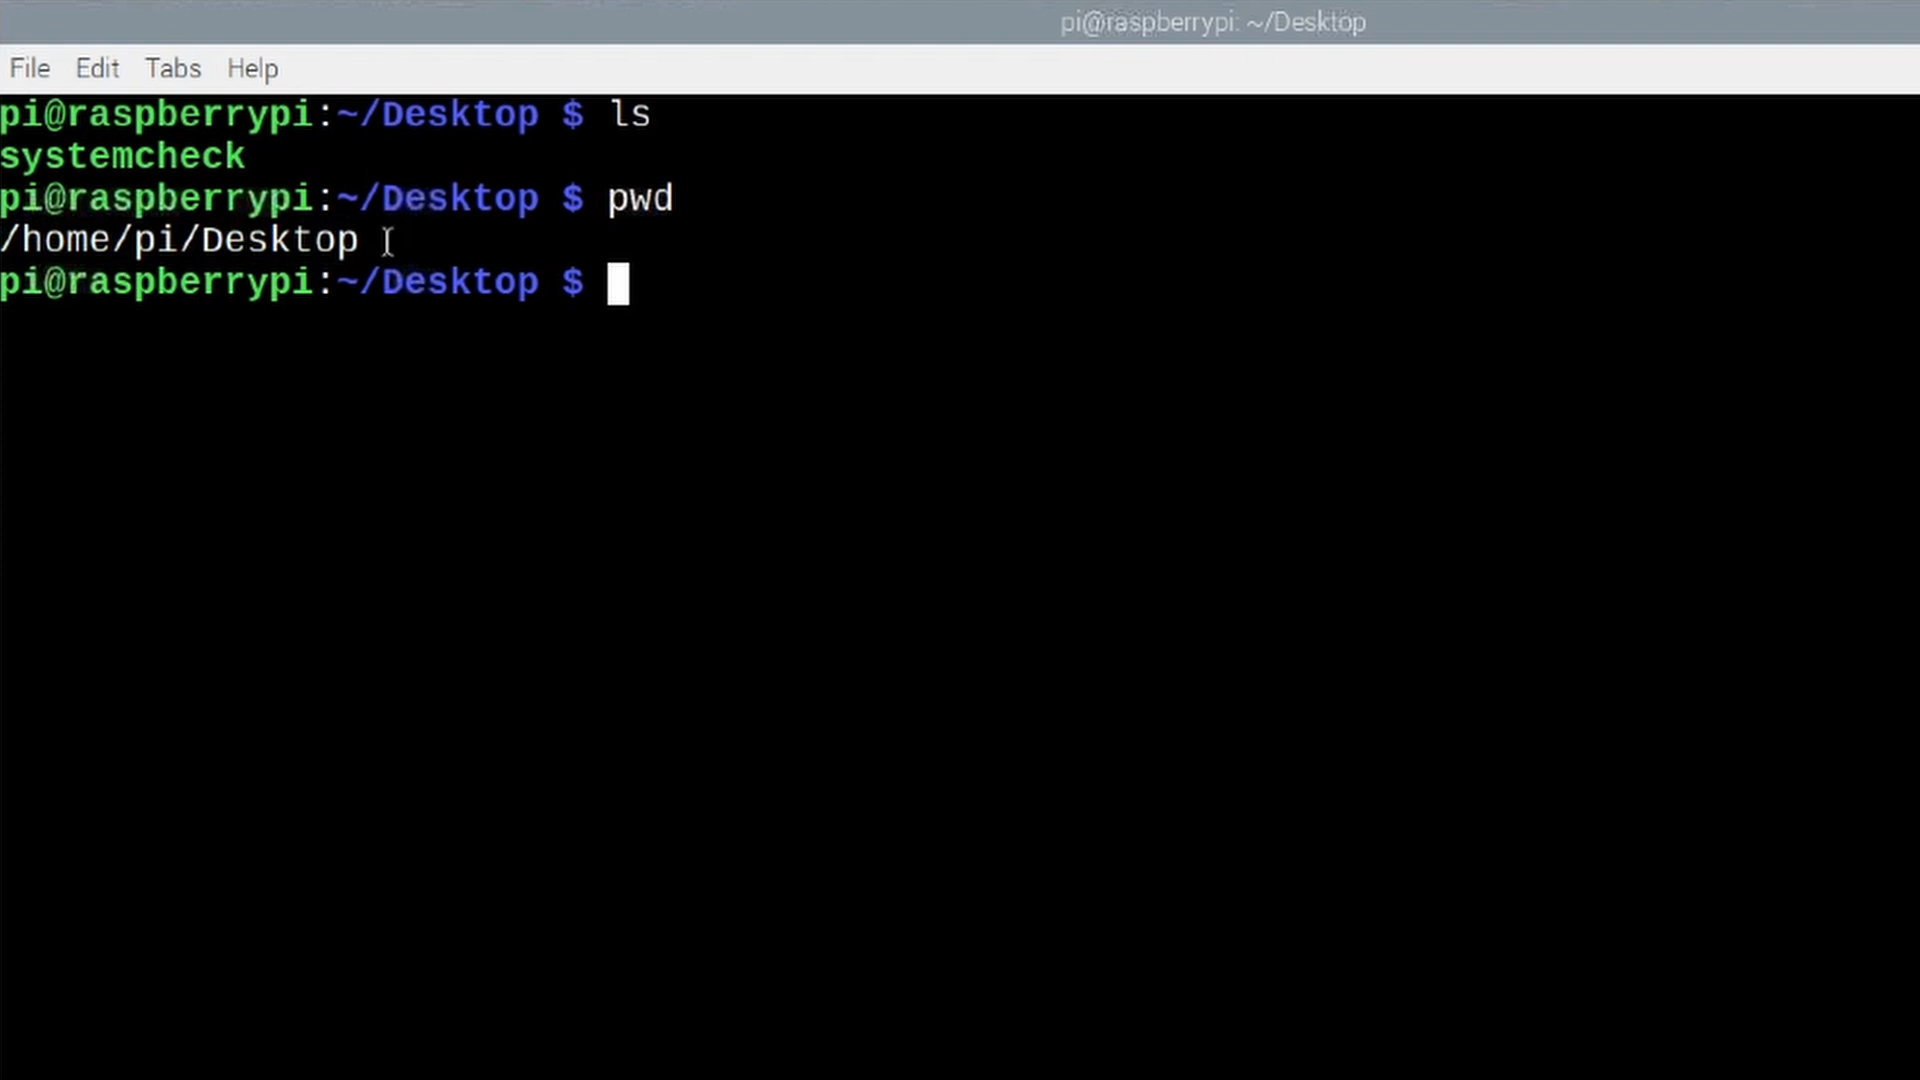 pi@raspberrypi: ~/Desktop
File Edit Tabs Help
pi@raspberrypi:~/Desktop $ ls
systemcheck
pi@raspberrypi:~/Desktop $ pwd
/home/pi/Desktop
pi@raspberrypi:~/Desktop $